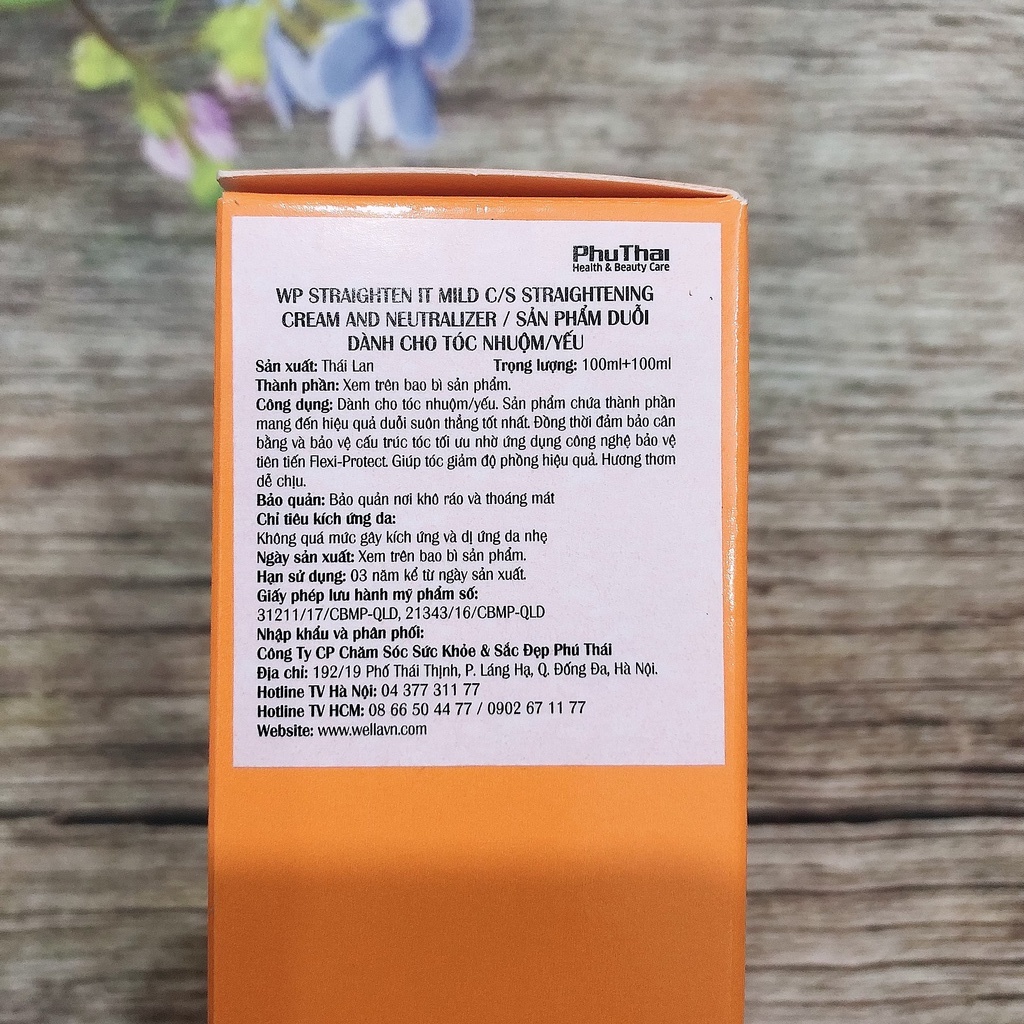 PhuThai
Health & Beauty Care
WP STRAIGHTEN IT MILD C/S STRAIGHTENING
CREAM AND NEUTRALIZER / SẢN PHẨM DUỖI
DÀNH CHO TÓC NHUỘM/YẾU
Sản xuất: Thái Lan Trọng lượng: 100ml+100ml
Thành phần: Xem trên bao bì sản phẩm.
Công dụng: Dành cho tóc nhuộm/yếu. Sản phẩm chứa thành phần
mang đến hiệu quả duỗi suôn thẳng tốt nhất. Đồng thời đảm bảo cân
bằng và bảo vệ cấu trúc tóc tối ưu nhờ ứng dụng công nghệ bảo vệ
tiên tiến Flexi-Protect. Giúp tóc giảm độ phồng hiệu quả. Hương thơm
dễ chịu.
Bảo quản: Bảo quản nơi khô ráo và thoáng mát
Chỉ tiêu kích ứng da:
Không quá mức gây kích ứng và dị ứng da nhẹ
Ngày sản xuất: Xem trên bao bì sản phẩm.
Hạn sử dụng: 03 năm kể từ ngày sản xuất.
Giấy phép lưu hành mỹ phẩm số:
31211/17/CBMP-QLD, 21343/16/CBMP-QLD
Nhập khẩu và phân phối:
Công Ty CP Chăm Sóc Sức Khỏe & Sắc Đẹp Phú Thái
Địa chỉ: 192/19 Phố Thái Thịnh, P. Láng Hạ, Q. Đống Đa, Hà Nội.
Hotline TV Hà Nội: 04 377 311 77
Hotline TV HCM: 08 66 50 44 77 / 0902 67 11 77
Website: www.wellavn.com